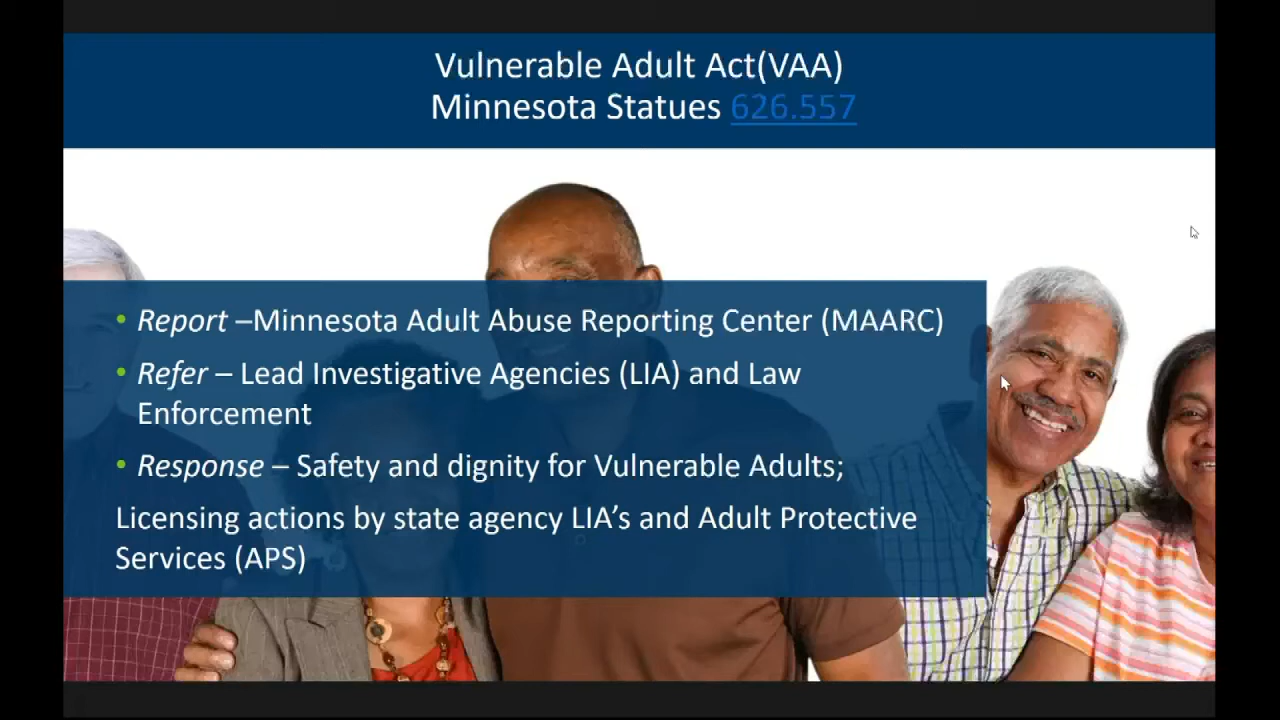 Vulnerable Adult Act(VAA)
Minnesota Statues 626.557
• Report –Minnesota Adult Abuse Reporting Center (MAARC)
• Refer – Lead Investigative Agencies (LIA) and Law
Enforcement
• Response – Safety and dignity for Vulnerable Adults;
Licensing actions by state agency LIA’s and Adult Protective
Services (APS)